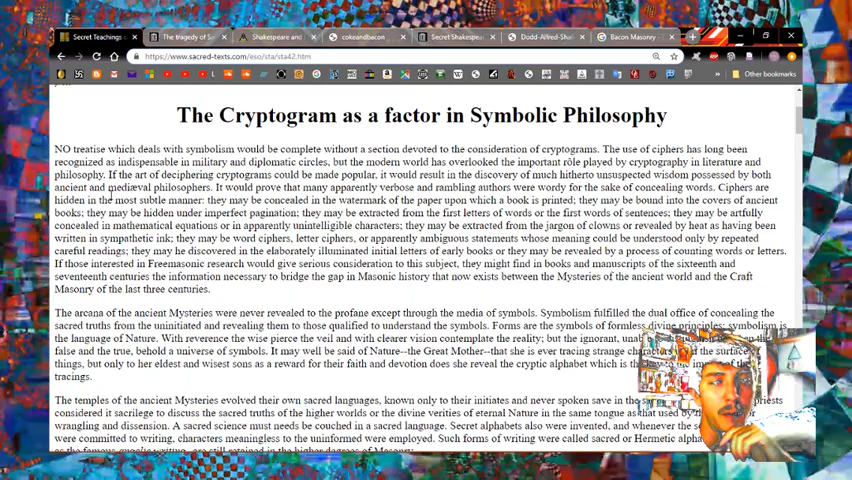 Secret Teachings
The tragedy of S
Shakespeare and
cokeandbacon
Secret Shakespe
Dodd-Alfred-Sha
Bacon Masonry -
https://www.sacred-texts.com/eso/sta/sta42.htm
Other bookmarks
The Cryptogram as a factor in Symbolic Philosophy
NO treatise which deals with symbolism would be complete without a section devoted to the consideration of cryptograms. The use of ciphers has long been
recognized as indispensable in military and diplomatic circles, but the modern world has overlooked the important rôle played by cryptography in literature and
philosophy. If the art of deciphering cryptograms could be made popular, it would result in the discovery of much hitherto unsuspected wisdom possessed by both
ancient and mediæval philosophers. It would prove that many apparently verbose and rambling authors were wordy for the sake of concealing words. Ciphers are
hidden in the most subtle manner: they may be concealed in the watermark of the paper upon which a book is printed; they may be bound into the covers of ancient
books; they may be hidden under imperfect pagination; they may be extracted from the first letters of words or the first words of sentences; they may be artfully
concealed in mathematical equations or in apparently unintelligible characters; they may be extracted from the jargon of clowns or revealed by heat as having been
written in sympathetic ink; they may be word ciphers, letter ciphers, or apparently ambiguous statements whose meaning could be understood only by repeated
careful readings; they may he discovered in the elaborately illuminated initial letters of early books or they may be revealed by a process of counting words or letters.
If those interested in Freemasonic research would give serious consideration to this subject, they might find in books and manuscripts of the sixteenth and
seventeenth centuries the information necessary to bridge the gap in Masonic history that now exists between the Mysteries of the ancient world and the Craft
Masonry of the last three centuries.
The arcana of the ancient Mysteries were never revealed to the profane except through the media of symbols. Symbolism fulfilled the dual office of concealing the
sacred truths from the uninitiated and revealing them to those qualified to understand the symbols. Forms are the symbols of formless divine principles; symbolism is
the language of Nature. With reverence the wise pierce the veil and with clearer vision contemplate the reality; but the ignorant, the
false and the true, behold a universe of symbols. It may well be said of Nature--the Great Mother--that she is ever tracing strange characters surface
things, but only to her eldest and wisest sons as a reward for their faith and devotion does she reveal the cryptic alphabet which is the
tracings.
The temples of the ancient Mysteries evolved their own sacred languages, known only to their initiates and never spoken save in the priests
considered it sacrilege to discuss the sacred truths of the higher worlds or the divine verities of eternal Nature in the same tongue as that used by
wrangling and dissension. A sacred science must needs be couched in a sacred language. Secret alphabets also were invented, and whenever the
were committed to writing, characters meaningless to the uninformed were employed. Such forms of writing were called sacred or Hermetic
as the famous angelic writing, are still retained in the higher degrees of Masonry.